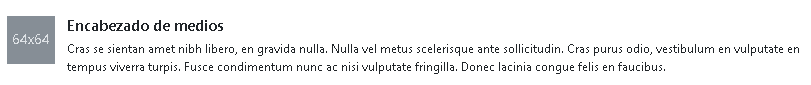 64x64
Encabezado de medios
Cras se sientan amet nibh libero, en gravida nulla. Nulla vel metus scelerisque ante sollicitudin. Cras purus odio, vestibulum en vulputate en
tempus viverra turpis. Fusce condimentum nunc ac nisi vulputate fringilla. Donec lacinia congue felis en faucibus.